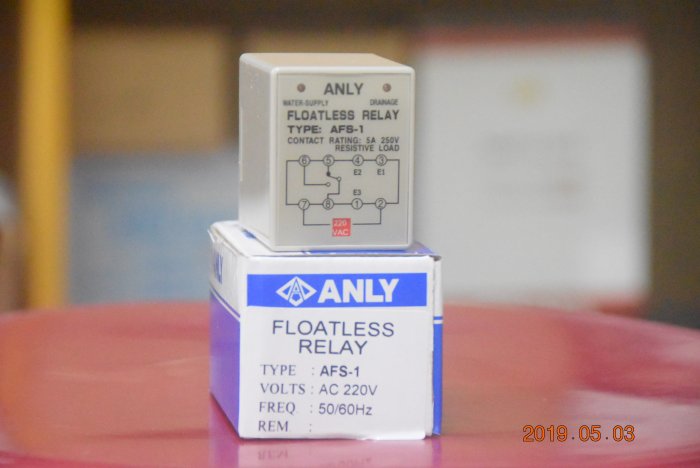 ANLY
WATER-SUPPLY DRAINAGE
FLOATLESS RELAY
TYPE: AFS-1
CONTACT RATING: 5A 250V
RESISTIVE LOAD
6 5 4 3
E2 E1
E3
7 8 1 2
220
VAC
ANLY
FLOATLESS
RELAY
TYPE : AFS-1
VOLTS : AC 220V
FREQ. : 50/60Hz
REM :
2019.05.03